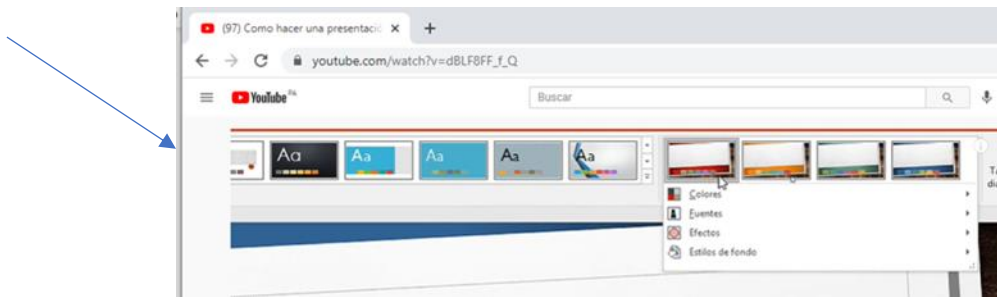 (97) Como hacer una presentació
youtube.com/watch?v=dBLF8FF_f_Q
YouTube
Buscar
Aa Aa Aa Aa Aa
Colores
Fuentes
Efectos
Estilos de fondo